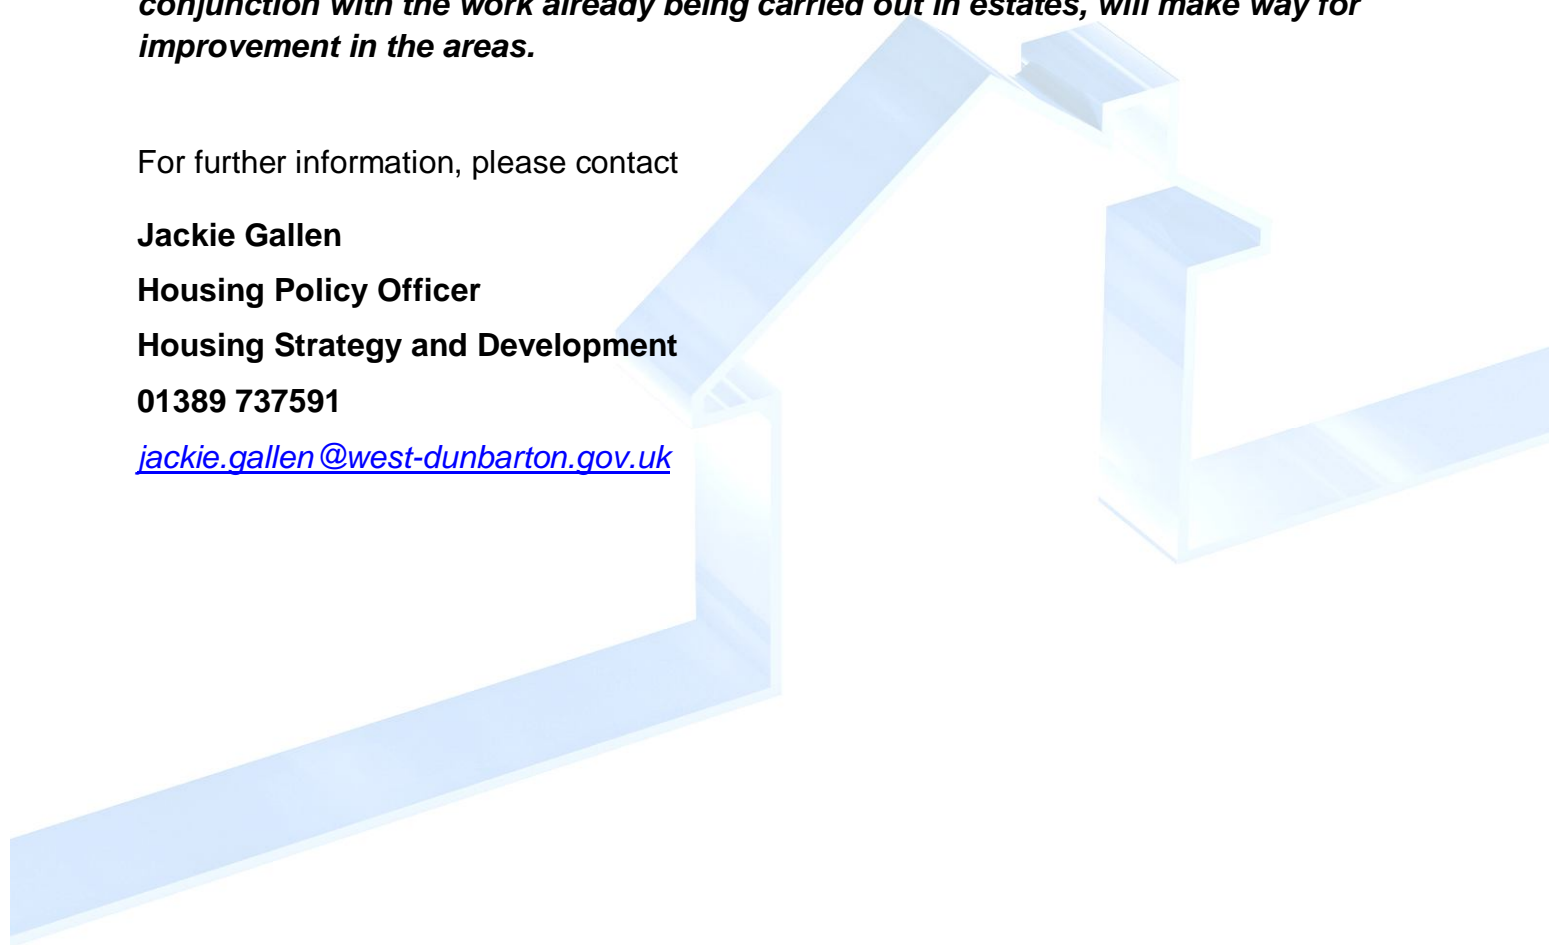 conjunction with the work already being carried out in estates, will make way for
improvement in the areas.
For further information, please contact
Jackie Gallen
Housing Policy Officer
Housing Strategy and Development
01389 737591
jackie.gallen@west-dunbarton.gov.uk